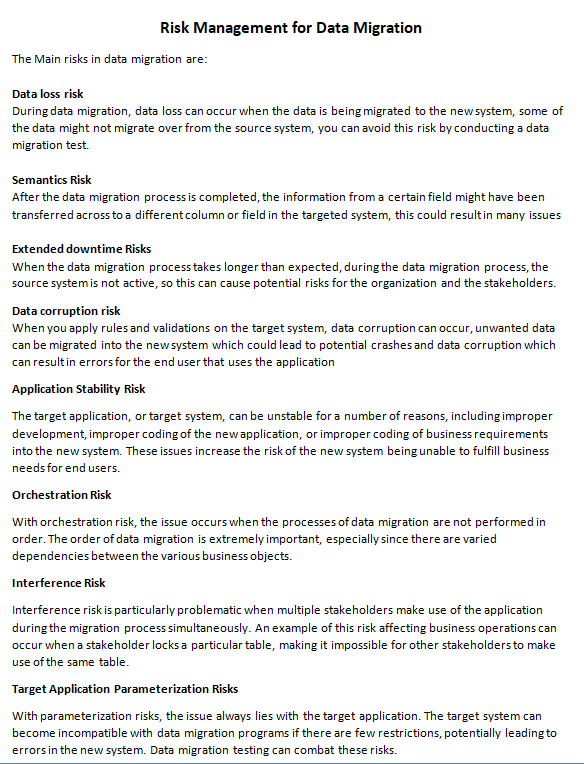 Risk Management for Data Migration
The Main risks in data migration are:
Data loss risk
During data migration, data loss can occur when the data is being migrated to the new system, some of
the data might not migrate over from the source system, you can avoid this risk by conducting a data
migration test.
Semantics Risk
After the data migration process is completed, the information from a certain field might have been
transferred across to a different column or field in the targeted system, this could result in many issues
Extended downtime Risks
When the data migration process takes longer than expected, during the data migration process, the
source system is not active, so this can cause potential risks for the organization and the stakeholders.
Data corruption risk
When you apply rules and validations on the target system, data corruption can occur, unwanted data
can be migrated into the new system which could lead to potential crashes and data corruption which
can result in errors for the end user that uses the application
Application Stability Risk
The target application, or target system, can be unstable for a number of reasons, including improper
development, improper coding of the new application, or improper coding of business requirements
into the new system. These issues increase the risk of the new system being unable to fulfill business
needs for end users.
Orchestration Risk
With orchestration risk, the issue occurs when the processes of data migration are not performed in
order. The order of data migration is extremely important, especially since there are varied
dependencies between the various business objects.
Interference Risk
Interference risk is particularly problematic when multiple stakeholders make use of the application
during the migration process simultaneously. An example of this risk affecting business operations can
occur when a stakeholder locks a particular table, making it impossible for other stakeholders to make
use of the same table.
Target Application Parameterization Risks
With parameterization risks, the issue always lies with the target application. The target system can
become incompatible with data migration programs if there are few restrictions, potentially leading to
errors in the new system. Data migration testing can combat these risks.